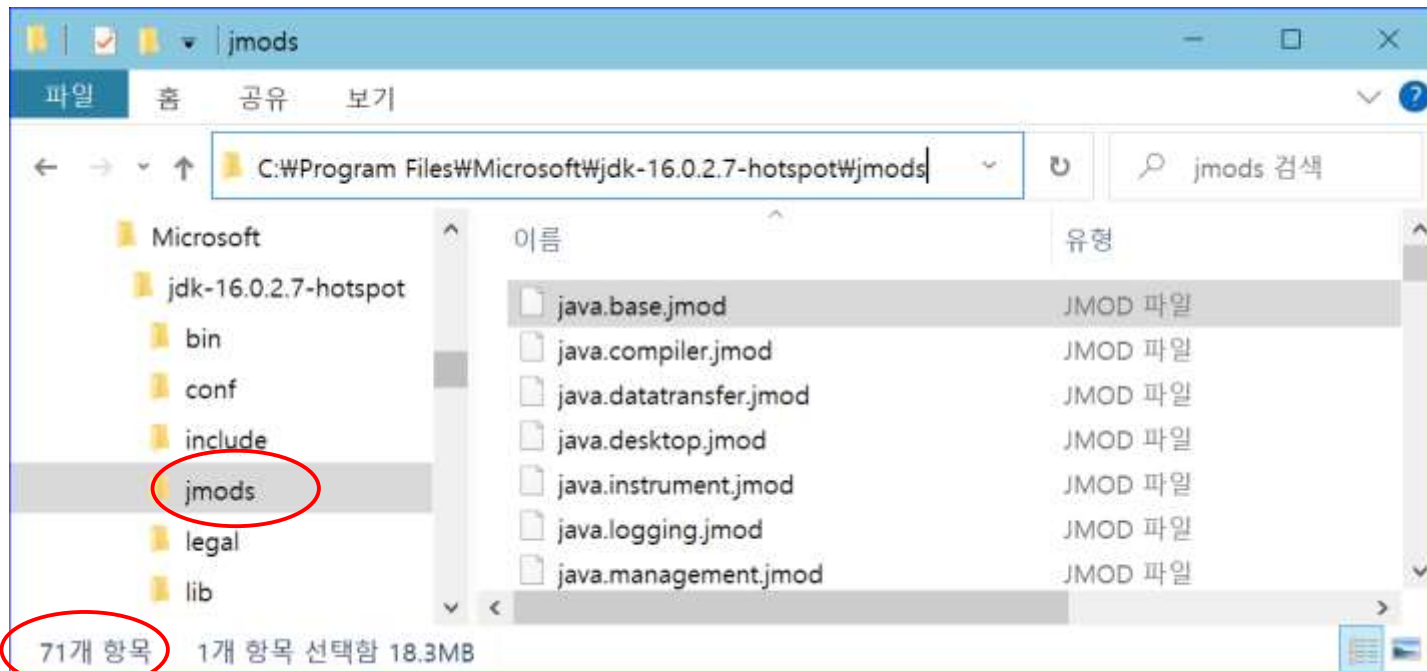 jmods
파일 홈 공유 보기
C:₩Program Files₩Microsoft₩jdk-16.0.2.7-hotspot₩jmods
jmods 검색
Microsoft
jdk-16.0.2.7-hotspot
bin
conf
include
jmods
legal
lib
이름 유형
java.base.jmod JMOD 파일
java.compiler.jmod JMOD 파일
java.datatransfer.jmod JMOD 파일
java.desktop.jmod JMOD 파일
java.instrument.jmod JMOD 파일
java.logging.jmod JMOD 파일
java.management.jmod JMOD 파일
71개 항목 1개 항목 선택함 18.3MB